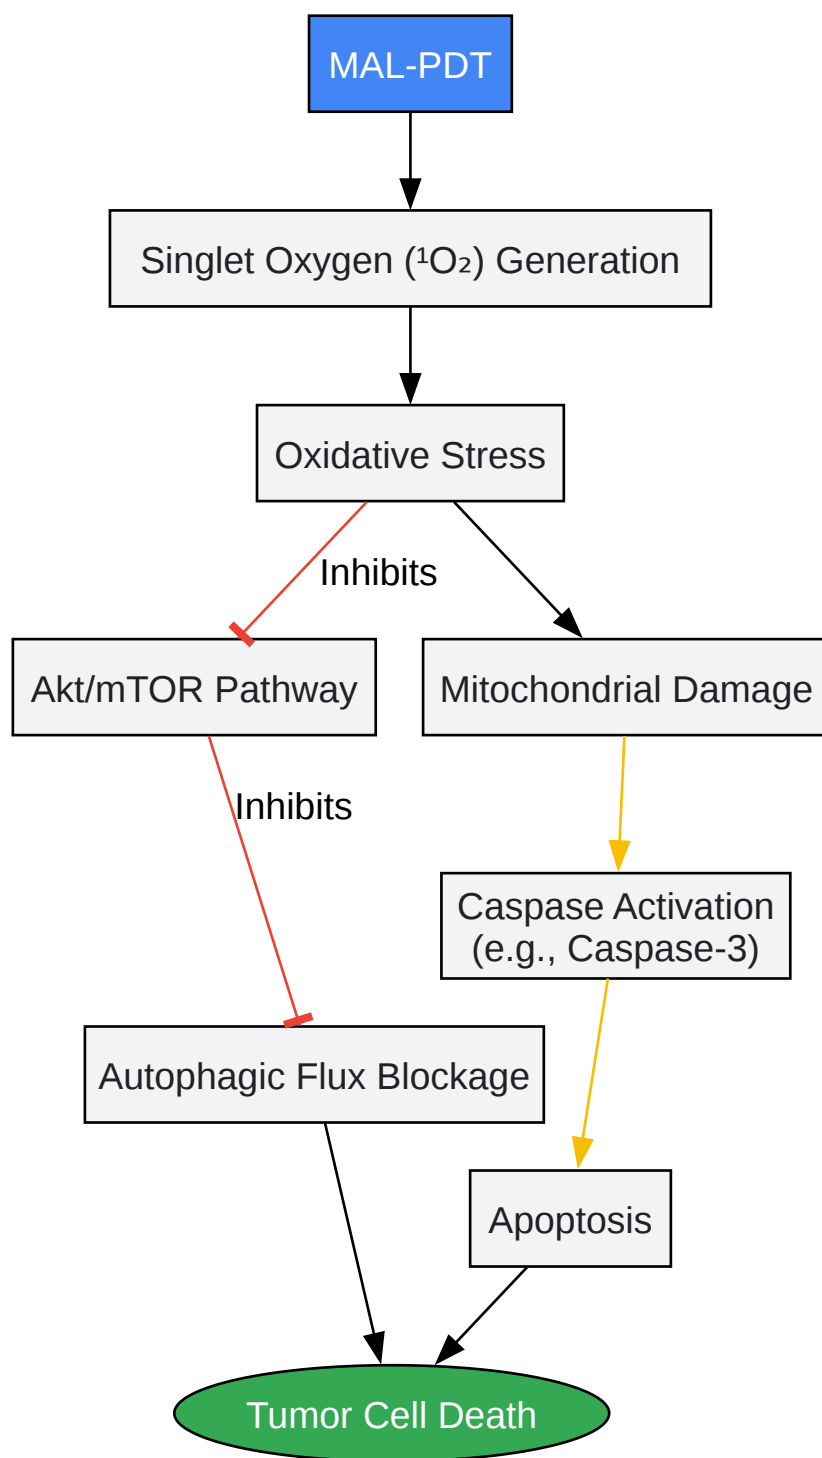 MAL-PDT
Singlet Oxygen (¹O₂) Generation
Oxidative Stress
Inhibits
Akt/mTOR Pathway
Mitochondrial Damage
Inhibits
Caspase Activation
(e.g., Caspase-3)
Autophagic Flux Blockage
Apoptosis
Tumor Cell Death